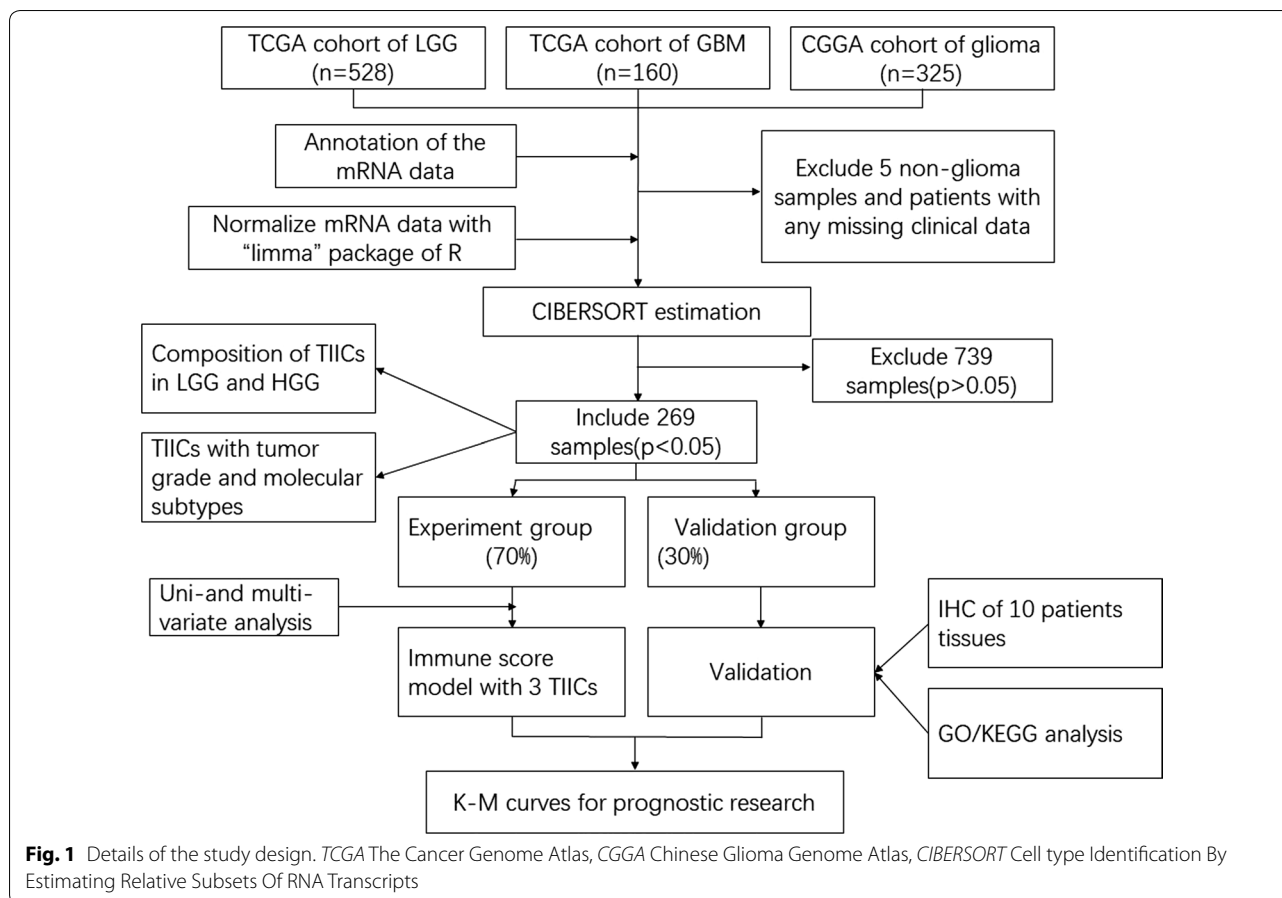 TCGA cohort of LGG
(n=528)
TCGA cohort of GBM
(n=160)
CGGA cohort of glioma
(n=325)
Annotation of the
mRNA data
Exclude 5 non-glioma
samples and patients with
any missing clinical data
Normalize mRNA data with
“limma” package of R
CIBERSORT estimation
Composition of TIICs
in LGG and HGG
Exclude 739
samples(p>0.05)
Include 269
samples(p<0.05)
TIICs with tumor
grade and molecular
subtypes
Experiment group
(70%)
Validation group
(30%)
Uni-and multi-
variate analysis
IHC of 10 patients
tissues
Immune score
model with 3 TIICs
Validation
GO/KEGG analysis
K-M curves for prognostic research
Fig. 1 Details of the study design. TCGA The Cancer Genome Atlas, CGGA Chinese Glioma Genome Atlas, CIBERSORT Cell type Identification By
Estimating Relative Subsets Of RNA Transcripts